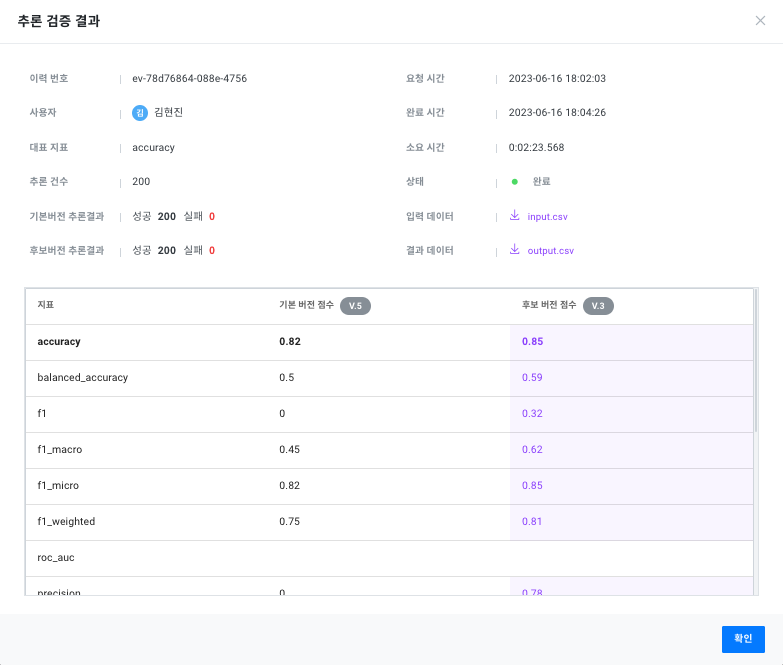 추론 검증 결과
이력 번호 ev-78d76864-088e-4756 요청 시간 2023-06-16 18:02:03
사용자 김 김현진 완료 시간 2023-06-16 18:04:26
대표 지표 accuracy 소요 시간 0:02:23.568
추론 건수 200 상태 완료
기본버전 추론결과 성공 200 실패 0 입력 데이터 input.csv
후보버전 추론결과 성공 200 실패 0 결과 데이터 output.csv
지표 기본 버전 점수 V.5 후보 버전 점수 V.3
accuracy 0.82 0.85
balanced_accuracy 0.5 0.59
f1 0 0.32
f1_macro 0.45 0.62
f1_micro 0.82 0.85
f1_weighted 0.75 0.81
roc_auc
precision 0 0.78
확인